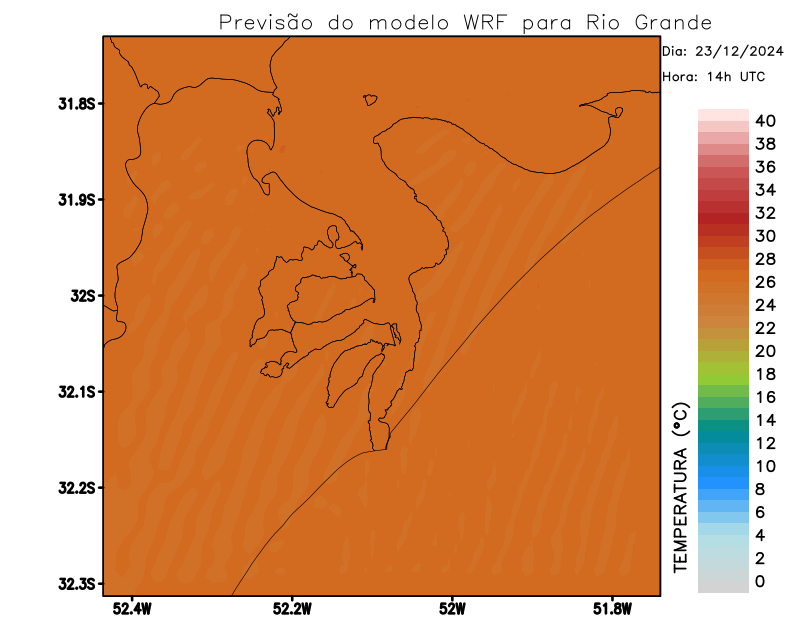 Previsão do modelo WRF para Rio Grande
Dia: 23/12/2024
Hora: 14h UTC
31.8S
31.9S
32S
32.1S
32.2S
32.3S
52.4W
52.2W
52W
51.8W
TEMPERATURA (°C)
40
38
36
34
32
30
28
26
24
22
20
18
16
14
12
10
8
6
4
2
0